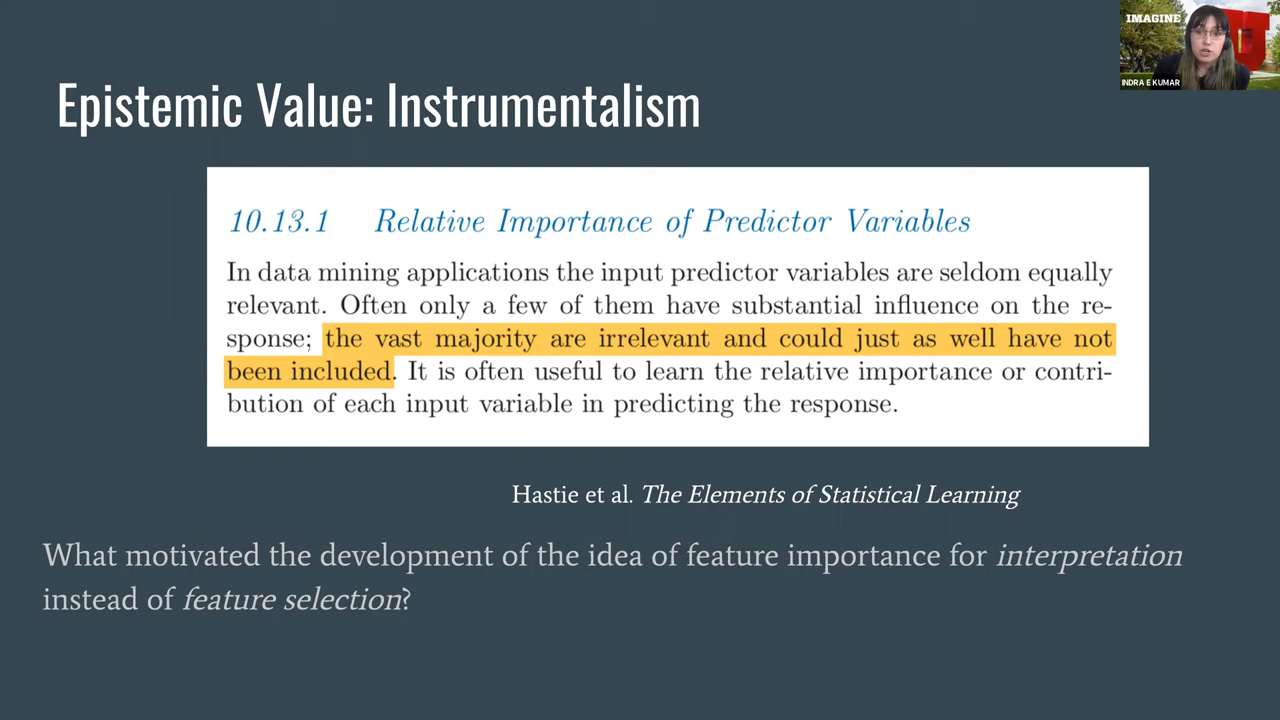 IMAGINE
INDRA E KUMAR
Epistemic Value: Instrumentalism
10.13.1 Relative Importance of Predictor Variables
In data mining applications the input predictor variables are seldom equally
relevant. Often only a few of them have substantial influence on the re-
sponse; the vast majority are irrelevant and could just as well have not
been included. It is often useful to learn the relative importance or contri-
bution of each input variable in predicting the response.
Hastie et al. The Elements of Statistical Learning
What motivated the development of the idea of feature importance for interpretation
instead of feature selection?